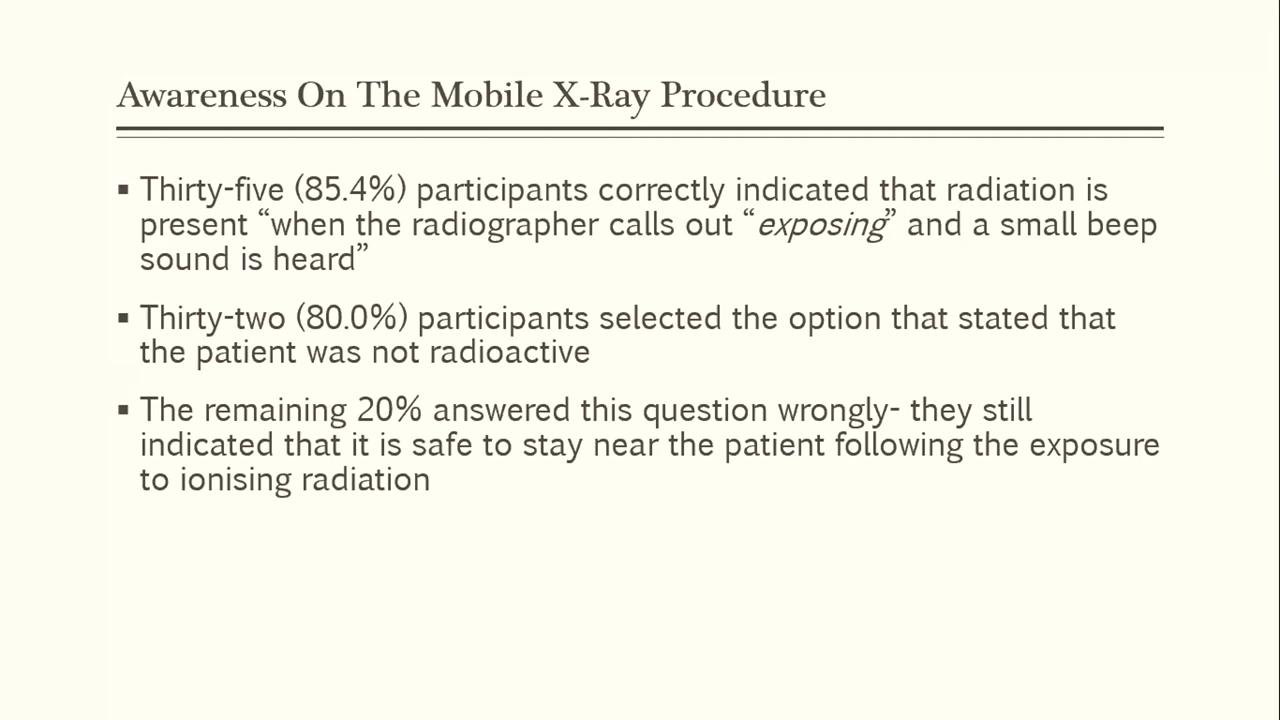 Awareness On The Mobile X-Ray Procedure
▪ Thirty-five (85.4%) participants correctly indicated that radiation is
present “when the radiographer calls out “exposing” and a small beep
sound is heard”
▪ Thirty-two (80.0%) participants selected the option that stated that
the patient was not radioactive
▪ The remaining 20% answered this question wrongly- they still
indicated that it is safe to stay near the patient following the exposure
to ionising radiation